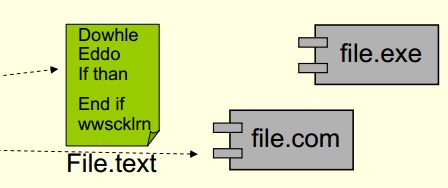 Dowhle
Eddo
If than
End if
wwscklrn
File.text
file.exe
file.com